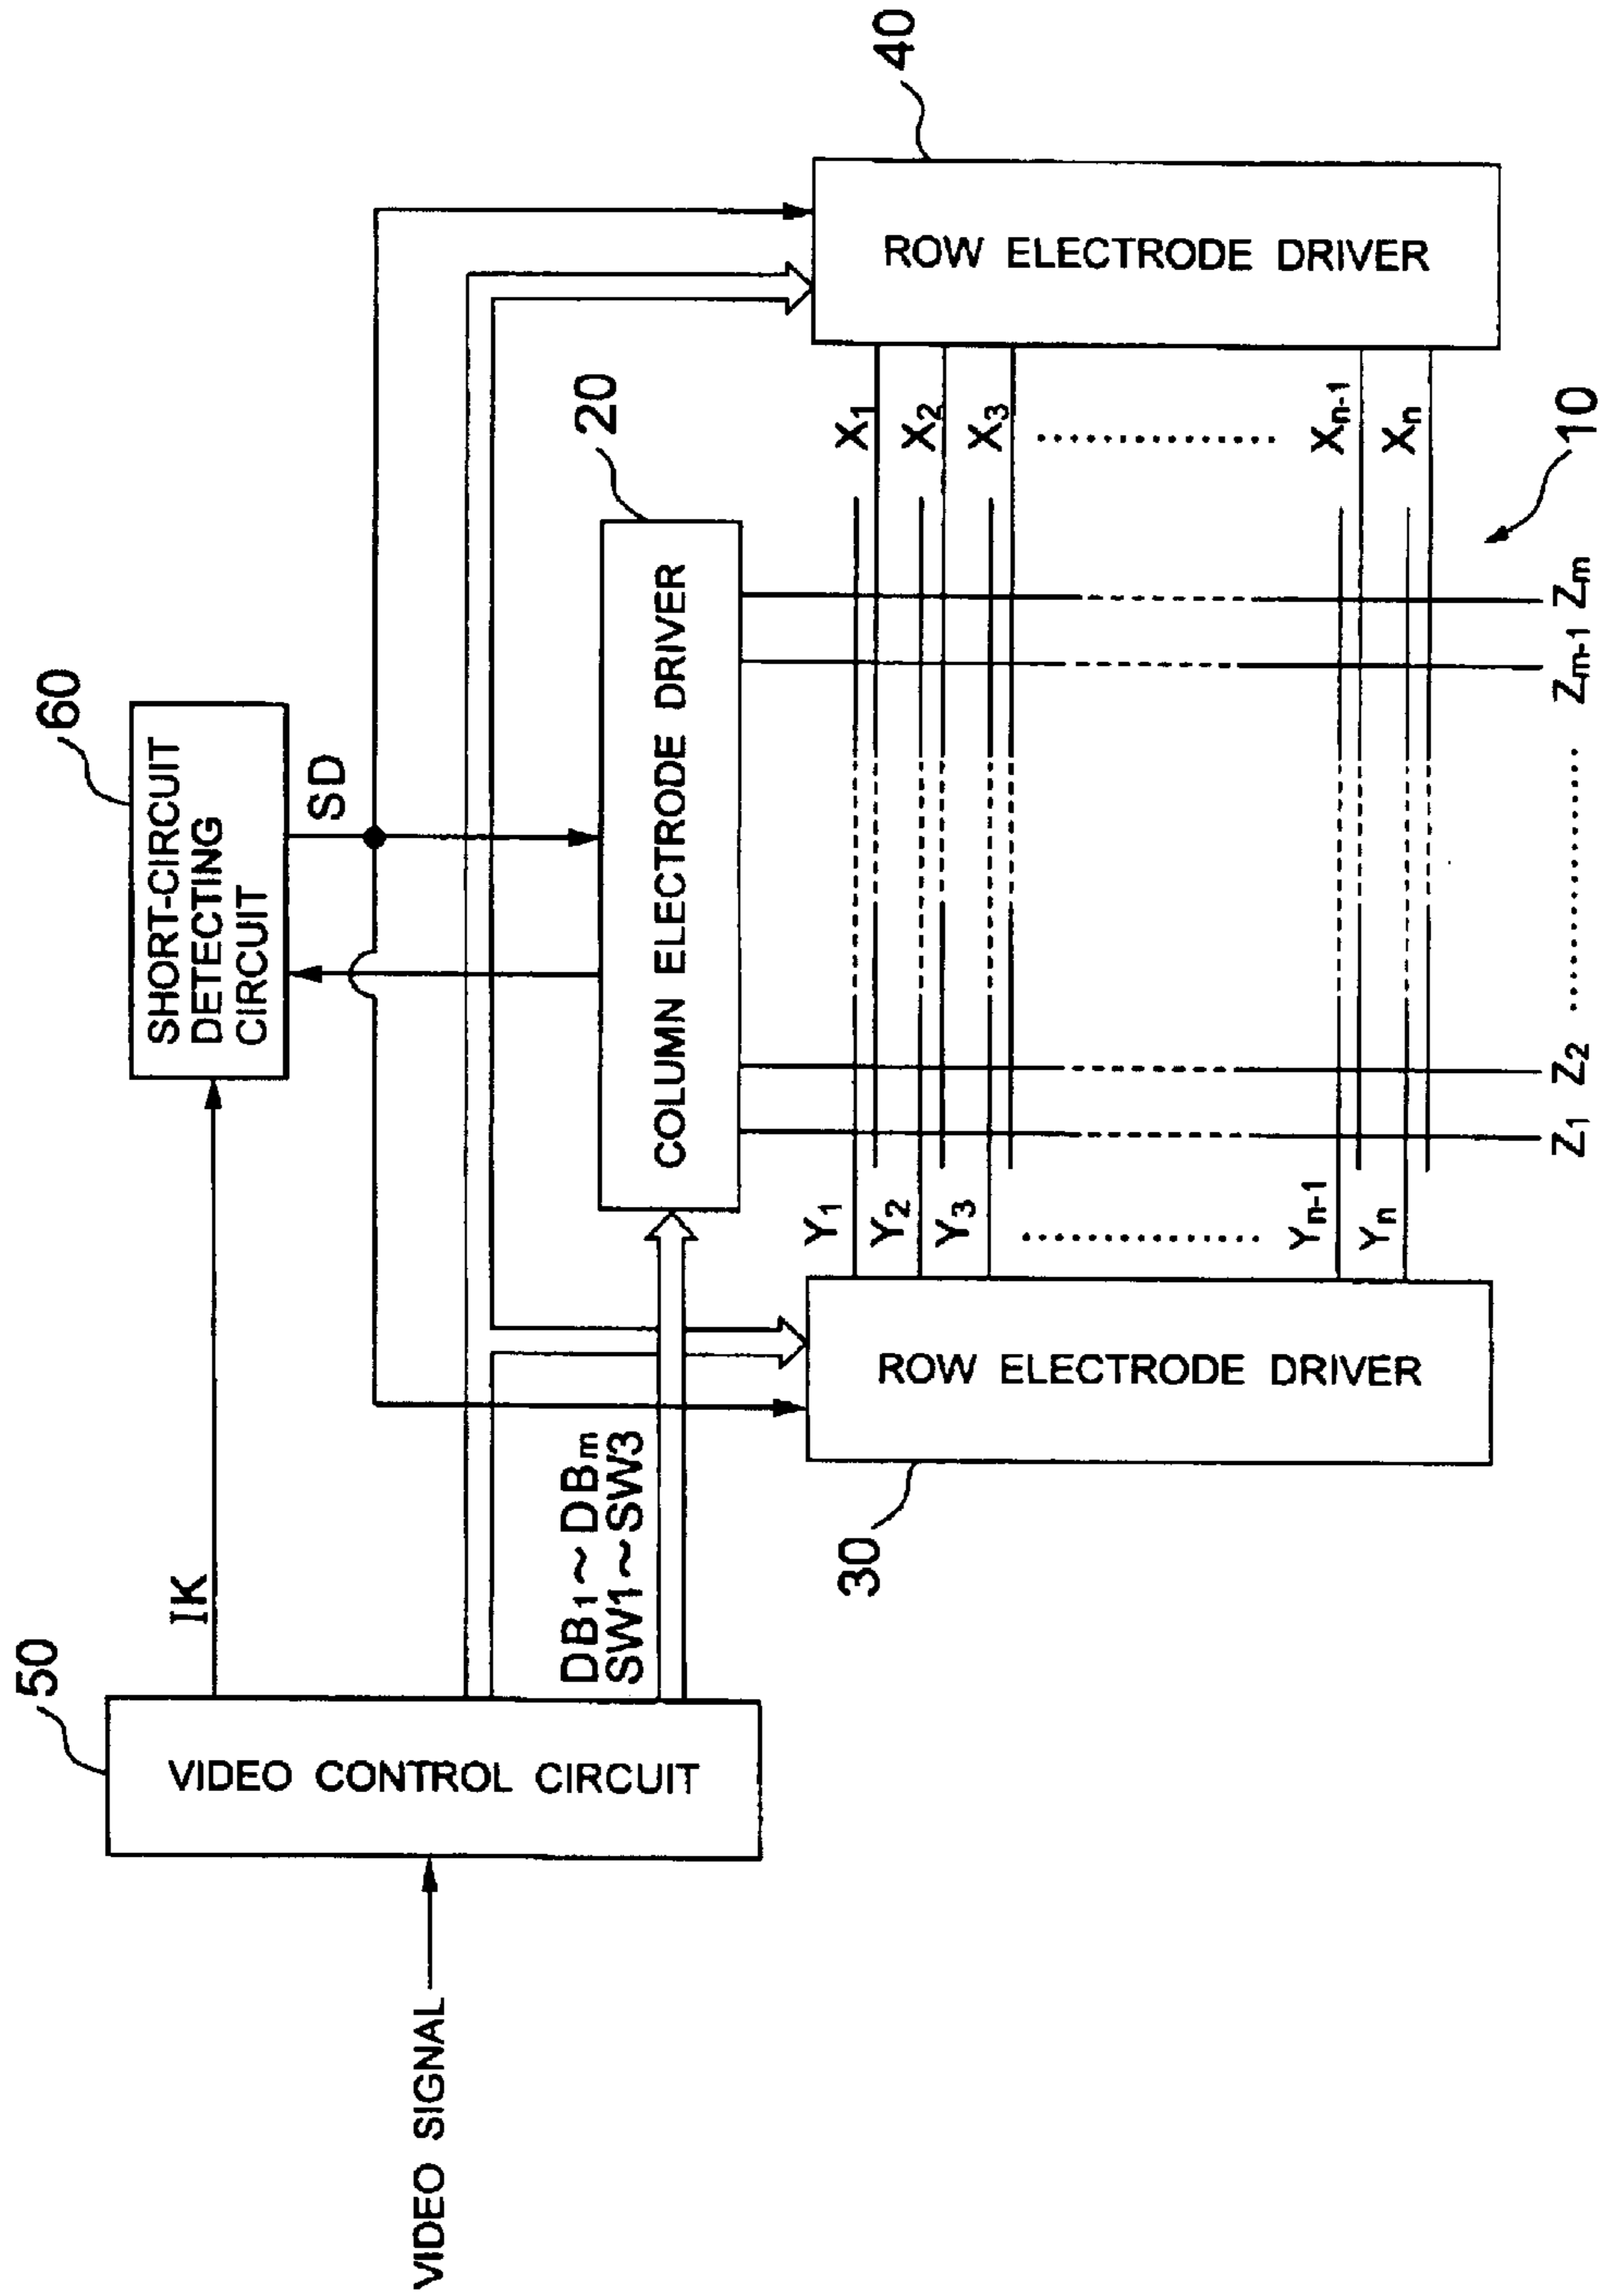 60
SHORT-CIRCUIT
DETECTING
CIRCUIT
SD
IK
50
VIDEO CONTROL CIRCUIT
VIDEO SIGNAL
DB1~DBm
SW1~SW3
20
COLUMN ELECTRODE DRIVER
40
ROW ELECTRODE DRIVER
30
ROW ELECTRODE DRIVER
Y1
Y2
Y3
..............
Yn-1
Yn
X1
X2
X3
..............
Xn-1
Xn
10
Z1 Z2 .............. Zm-1 Zm